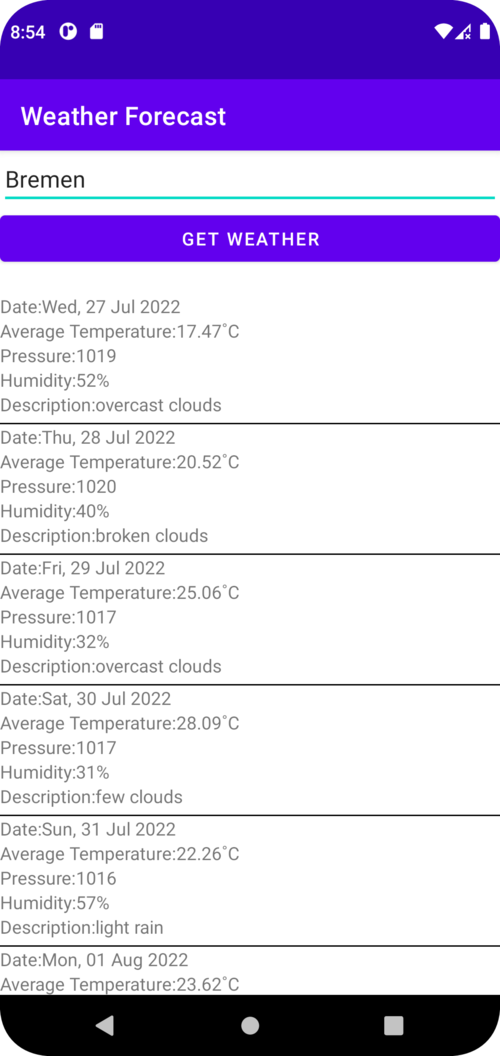 8:54
Weather Forecast
Bremen
GET WEATHER
Date:Wed, 27 Jul 2022
Average Temperature:17.47°C
Pressure:1019
Humidity:52%
Description:overcast clouds
Date:Thu, 28 Jul 2022
Average Temperature:20.52°C
Pressure:1020
Humidity:40%
Description:broken clouds
Date:Fri, 29 Jul 2022
Average Temperature:25.06°C
Pressure:1017
Humidity:32%
Description:overcast clouds
Date:Sat, 30 Jul 2022
Average Temperature:28.09°C
Pressure:1017
Humidity:31%
Description:few clouds
Date:Sun, 31 Jul 2022
Average Temperature:22.26°C
Pressure:1016
Humidity:57%
Description:light rain
Date:Mon, 01 Aug 2022
Average Temperature:23.62°C